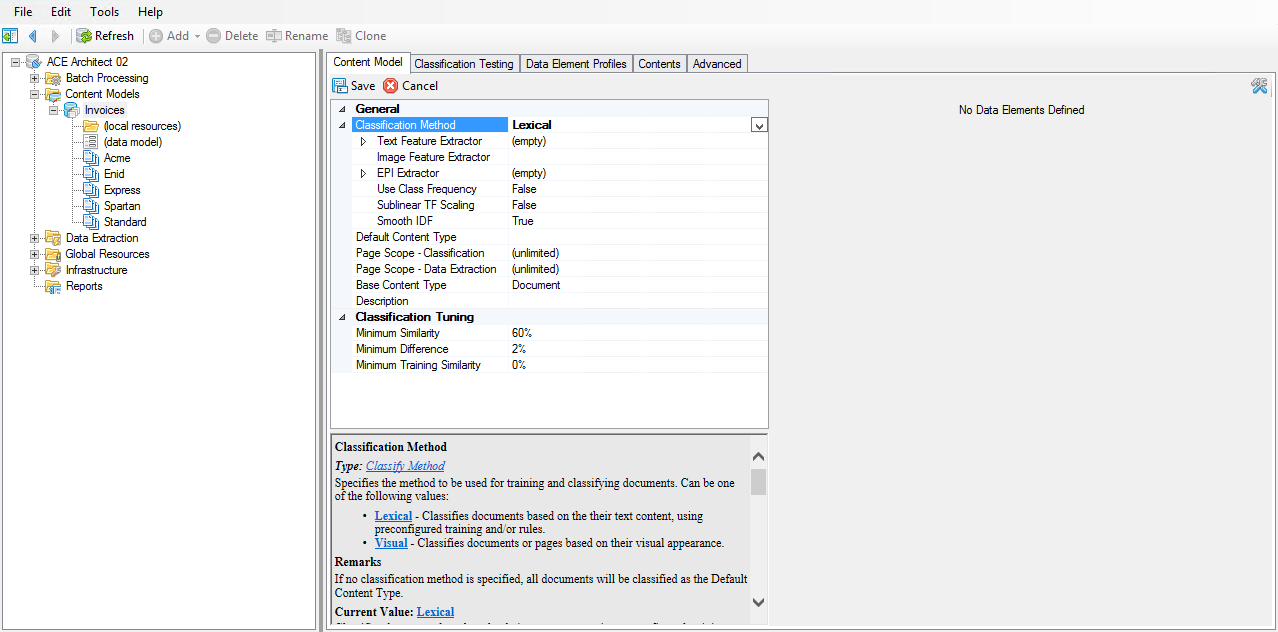 File Edit Tools Help
Refresh Add Delete Rename Clone
ACE Architect 02
Batch Processing
Content Models
Invoices
(local resources)
(data model)
Acme
Enid
Express
Spartan
Standard
Data Extraction
Global Resources
Infrastructure
Reports
Content Model Classification Testing Data Element Profiles Contents Advanced
Save Cancel
General
Classification Method Lexical
Text Feature Extractor (empty)
Image Feature Extractor
EPI Extractor (empty)
Use Class Frequency False
Sublinear TF Scaling False
Smooth IDF True
Default Content Type
Page Scope - Classification (unlimited)
Page Scope - Data Extraction (unlimited)
Base Content Type Document
Description
Classification Tuning
Minimum Similarity 60%
Minimum Difference 2%
Minimum Training Similarity 0%
Classification Method
Type: Classify Method
Specifies the method to be used for training and classifying documents. Can be one
of the following values:
• Lexical - Classifies documents based on the their text content, using
preconfigured training and/or rules.
• Visual - Classifies documents or pages based on their visual appearance.
Remarks
If no classification method is specified, all documents will be classified as the Default
Content Type.
Current Value: Lexical
No Data Elements Defined